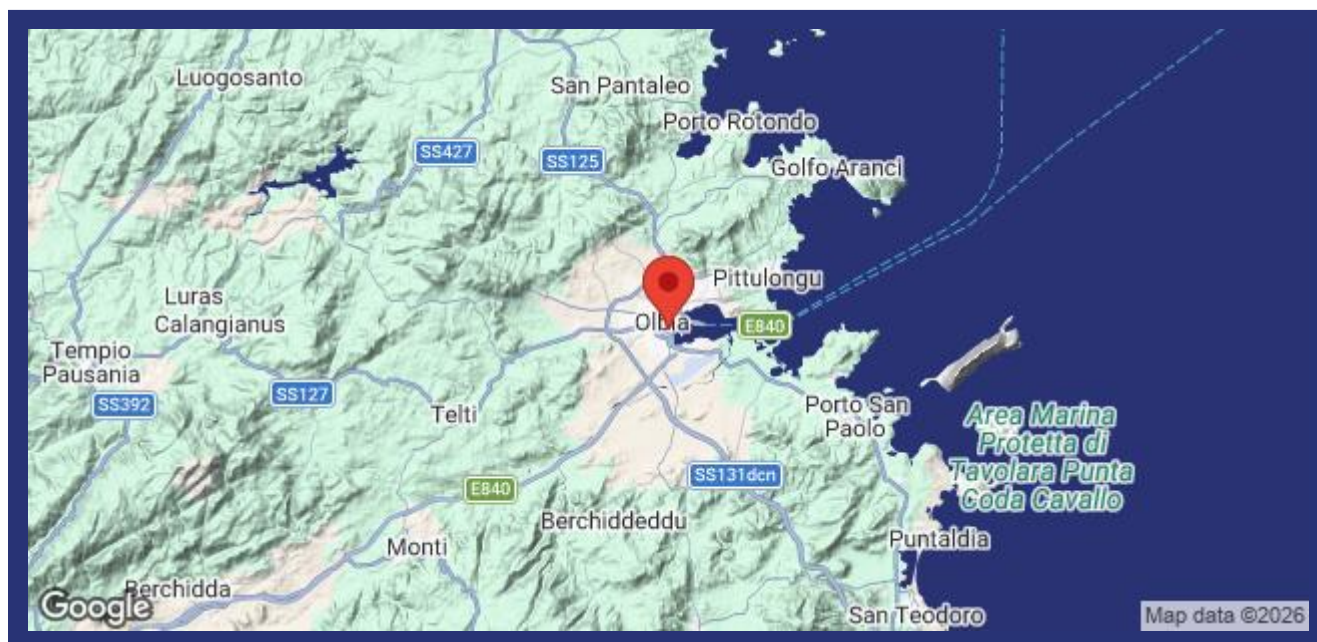 Luogosanto
San Pantaleo
Porto Rotondo
SS427
SS125
Golfo Aranci
Pittulongu
Luras
Calangianus
Olbia
E840
Tempio
Pausania
SS127
SS392
Telti
Porto San
Paolo
Area Marina
Protetta di
Tavolara Punta
Coda Cavallo
SS131dcn
E840
Berchiddeddu
Monti
Puntaldia
Berchidda
Google
San Teodoro
Map data ©2026